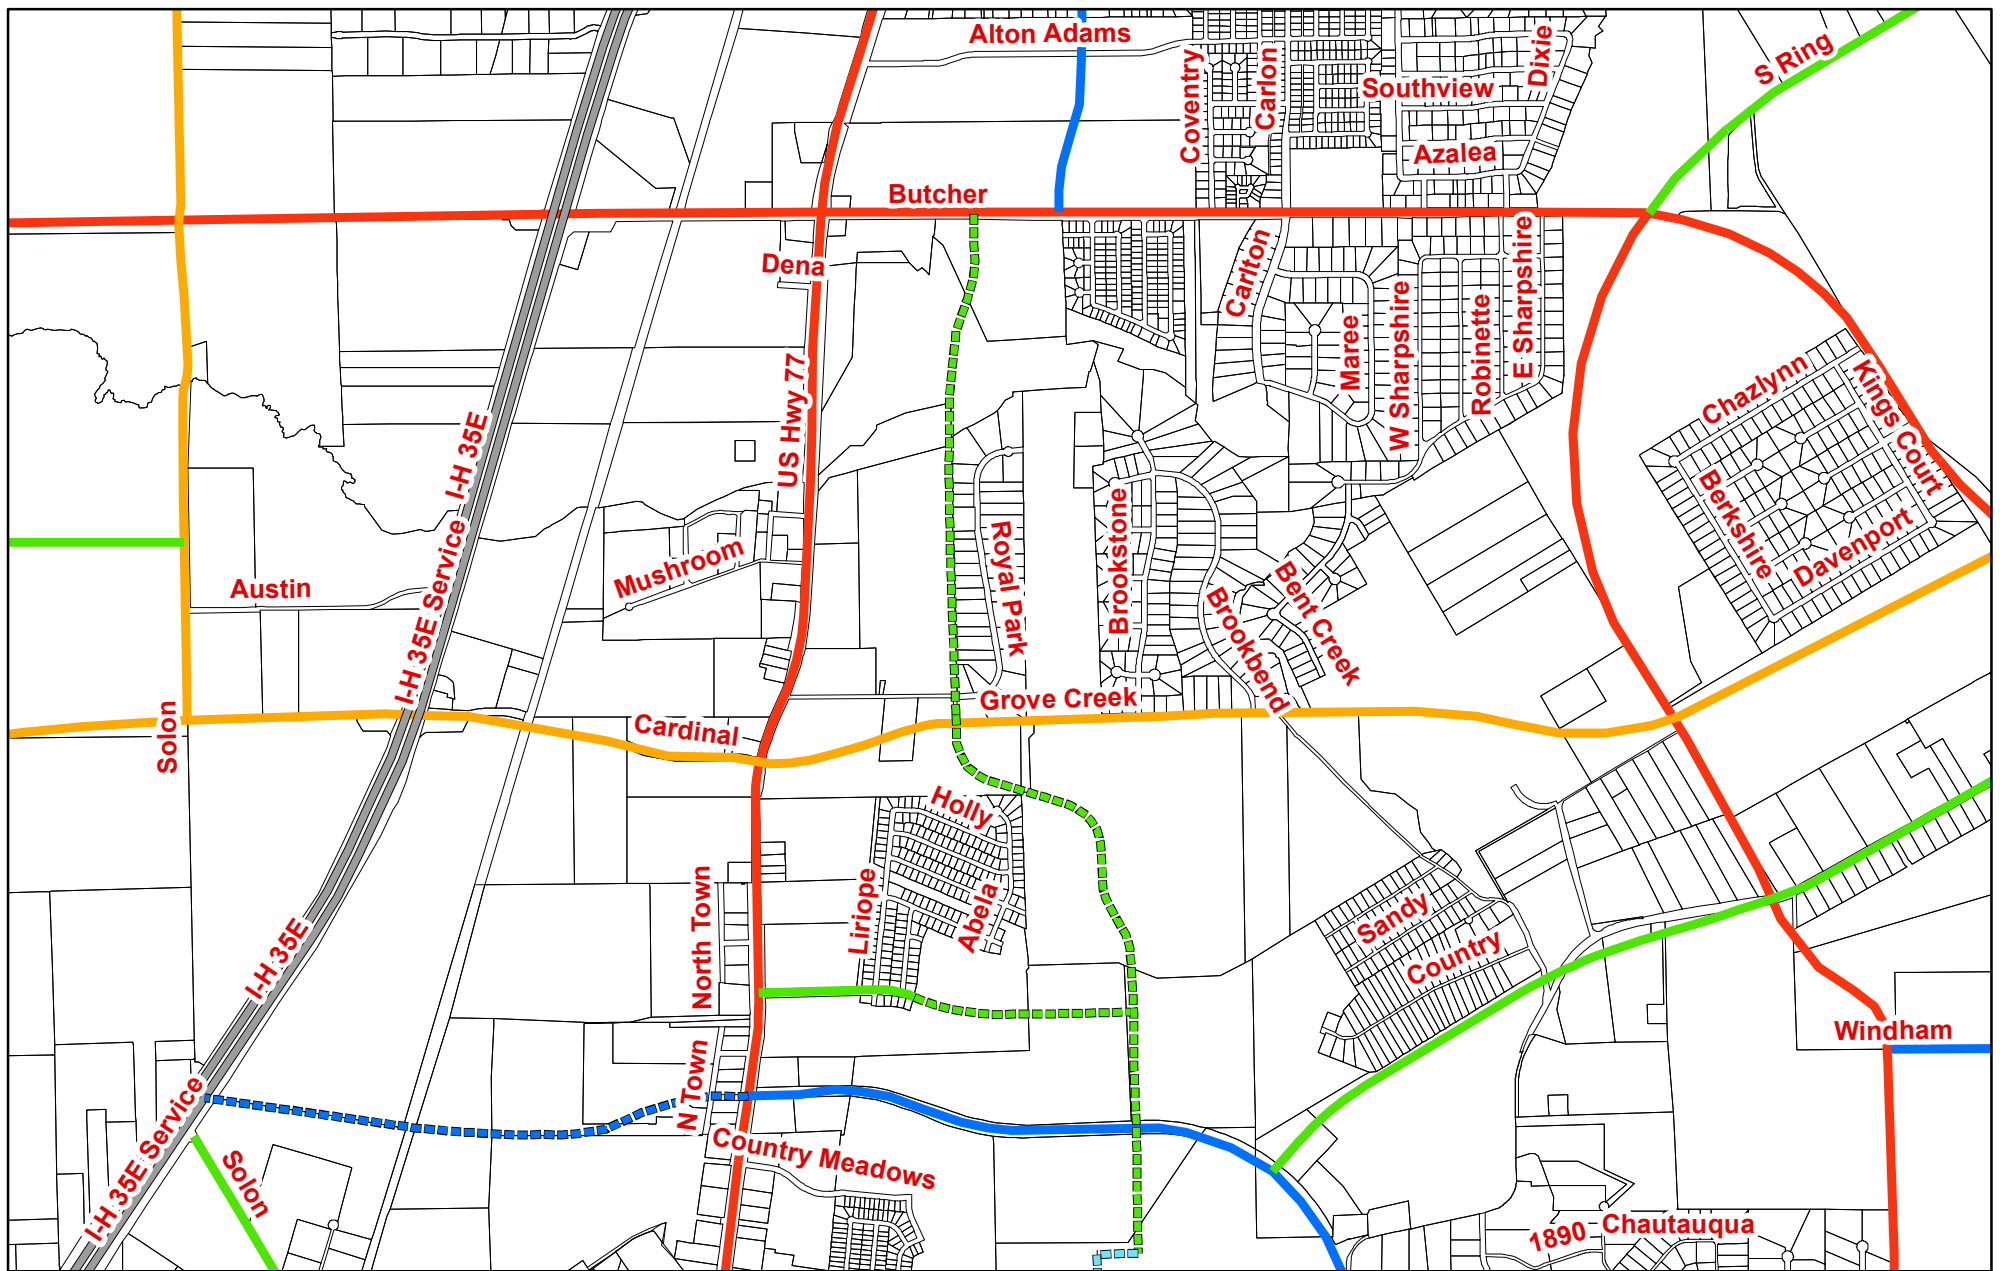 Alton Adams
Coventry
Carlon
Dixie
Southview
S Ring
Azalea
Butcher
Dena
Carlton
Maree
W Sharpshire
Robinette
E Sharpshire
Chazlynn
Kings Court
Berkshire
Davenport
US Hwy 77
I-H 35E
I-H 35E Service
Austin
Mushroom
Royal Park
Brookstone
Brookbend
Bent Creek
Solon
Cardinal
Grove Creek
Holly
Liriope
Abela
North Town
Sandy
Country
I-H 35E
Windham
N Town
I-H 35E Service
Solon
Country Meadows
1890
Chautauqua